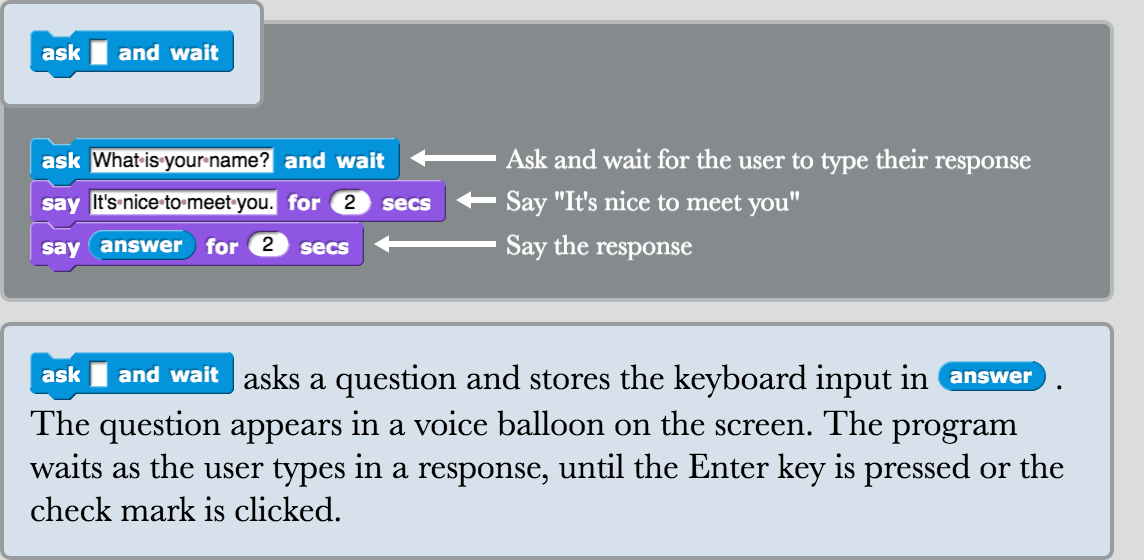 ask and wait
ask What is your name? and wait Ask and wait for the user to type their response
say It's nice to meet you. for 2 secs Say "It's nice to meet you"
say answer for 2 secs Say the response
ask and wait asks a question and stores the keyboard input in answer .
The question appears in a voice balloon on the screen. The program
waits as the user types in a response, until the Enter key is pressed or the
check mark is clicked.